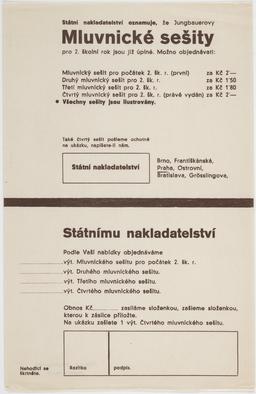 Státní nakladatelství oznamuje, že Jungbauerovy
Mluvnické sešity
pro 2. školní rok jsou již úplné. Možno objednávati:
Mluvnický sešit pro počátek 2. šk. r. (první) za Kč 2'—
Druhý mluvnický sešit pro 2. šk. r. za Kč 1'50
Třetí mluvnický sešit pro 2. šk. r. za Kč 1'80
Čtvrtý mluvnický sešit pro 2. šk. r. (právě vydán) za Kč 2'—
● Všechny sešity jsou ilustrovány.
Také čtvrtý sešit pošleme ochotně
na ukázku, napíšete-li nám.
Státní nakladatelství
Brno, Františkánská,
Praha, Ostrovní,
Bratislava, Grösslingova,
Státnímu nakladatelství
Podle Vaší nabídky objednáváme
výt. Mluvnického sešitu pro počátek 2. šk. r.
výt. Druhého mluvnického sešitu.
výt. Třetího mluvnického sešitu.
výt. Čtvrtého mluvnického sešitu.
Obnos Kč zasíláme složenkou, zašleme složenkou,
kterou k zásilce přiložte.
Na ukázku zašlete 1 výt. Čtvrtého mluvnického sešitu.
Nehodící se
škrtněte.
Razítko
podpis.